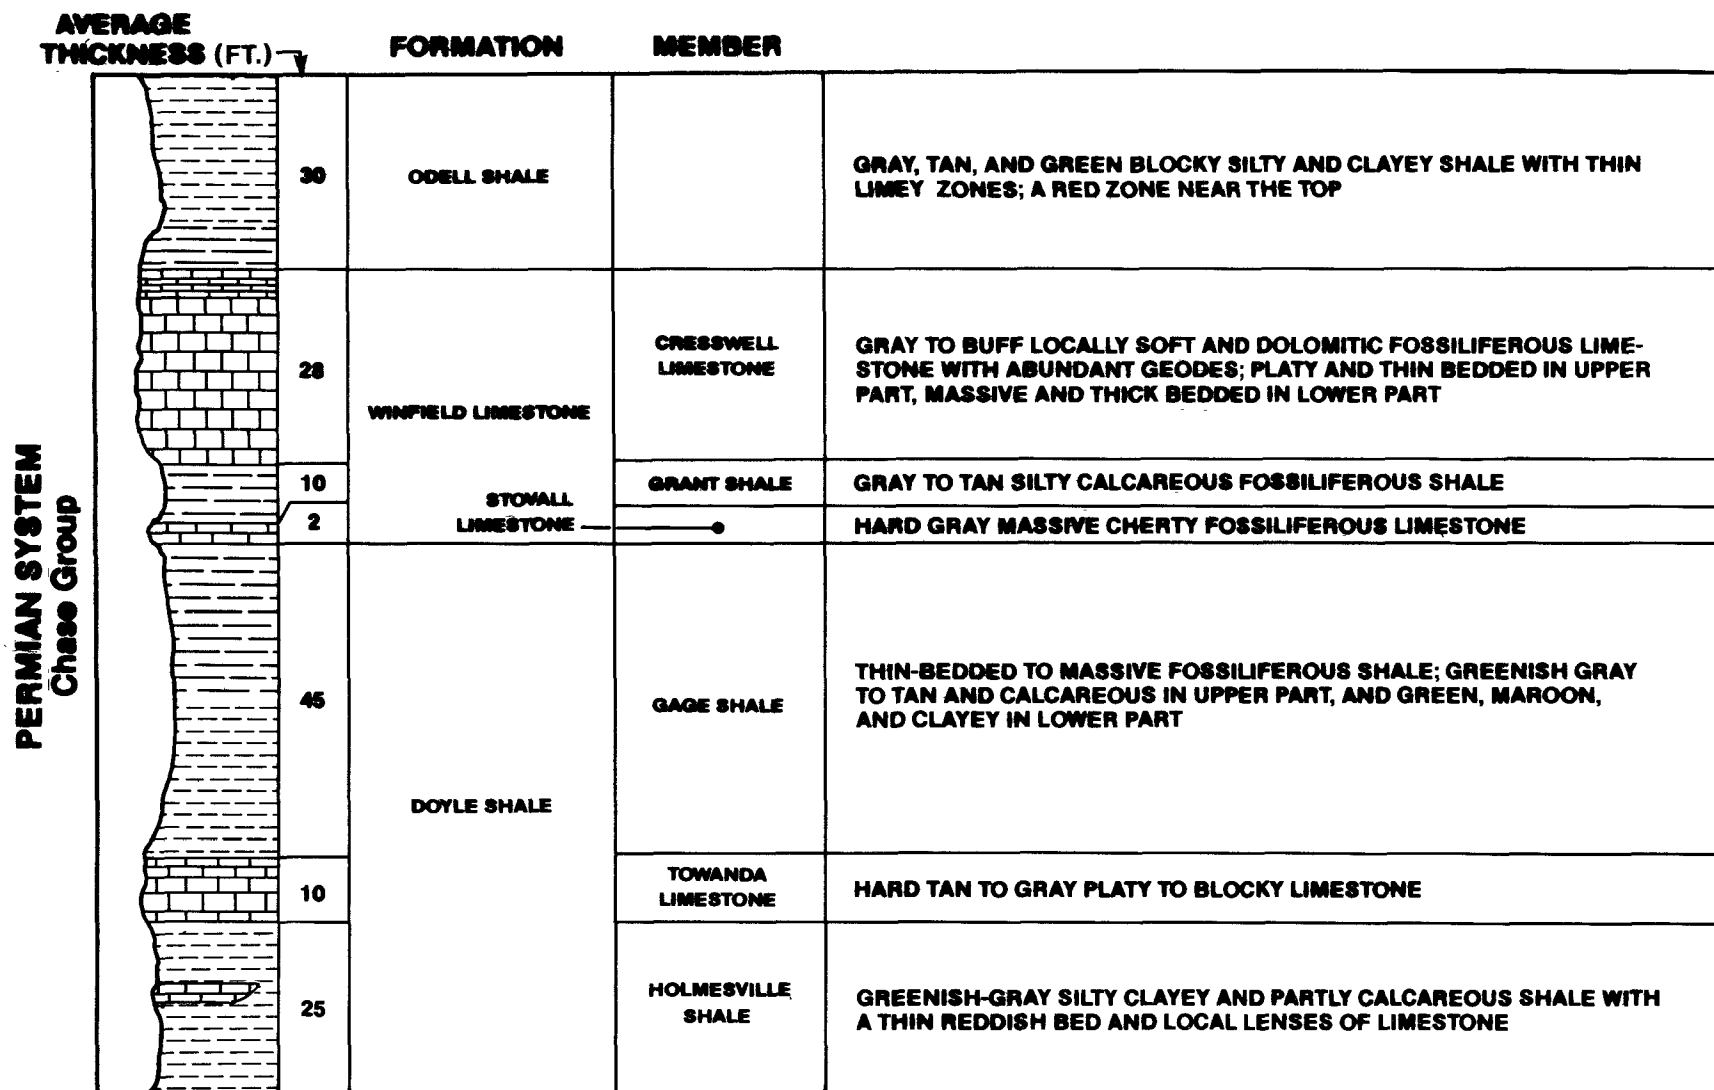 AVERAGE
THICKNESS (FT.)
FORMATION
MEMBER
PERMIAN SYSTEM
Chase Group
30
ODELL SHALE
GRAY, TAN, AND GREEN BLOCKY SILTY AND CLAYEY SHALE WITH THIN
LIMEY ZONES; A RED ZONE NEAR THE TOP
28
WINFIELD LIMESTONE
CRESSWELL
LIMESTONE
GRAY TO BUFF LOCALLY SOFT AND DOLOMITIC FOSSILIFEROUS LIME-
STONE WITH ABUNDANT GEODES; PLATY AND THIN BEDDED IN UPPER
PART, MASSIVE AND THICK BEDDED IN LOWER PART
10
GRANT SHALE
GRAY TO TAN SILTY CALCAREOUS FOSSILIFEROUS SHALE
2
STOVALL
LIMESTONE
HARD GRAY MASSIVE CHERTY FOSSILIFEROUS LIMESTONE
45
DOYLE SHALE
GAGE SHALE
THIN-BEDDED TO MASSIVE FOSSILIFEROUS SHALE; GREENISH GRAY
TO TAN AND CALCAREOUS IN UPPER PART, AND GREEN, MAROON,
AND CLAYEY IN LOWER PART
10
TOWANDA
LIMESTONE
HARD TAN TO GRAY PLATY TO BLOCKY LIMESTONE
25
HOLMESVILLE
SHALE
GREENISH-GRAY SILTY CLAYEY AND PARTLY CALCAREOUS SHALE WITH
A THIN REDDISH BED AND LOCAL LENSES OF LIMESTONE